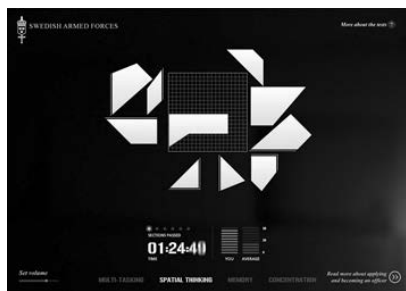 SWEDISH ARMED FORCES
More about the tests ?
SECTIONS PASSED
01:24:40
TIME
YOU
AVERAGE
Set volume
MULTI-TASKING
SPATIAL THINKING
MEMORY
CONCENTRATION
Read more about applying
and becoming an officer